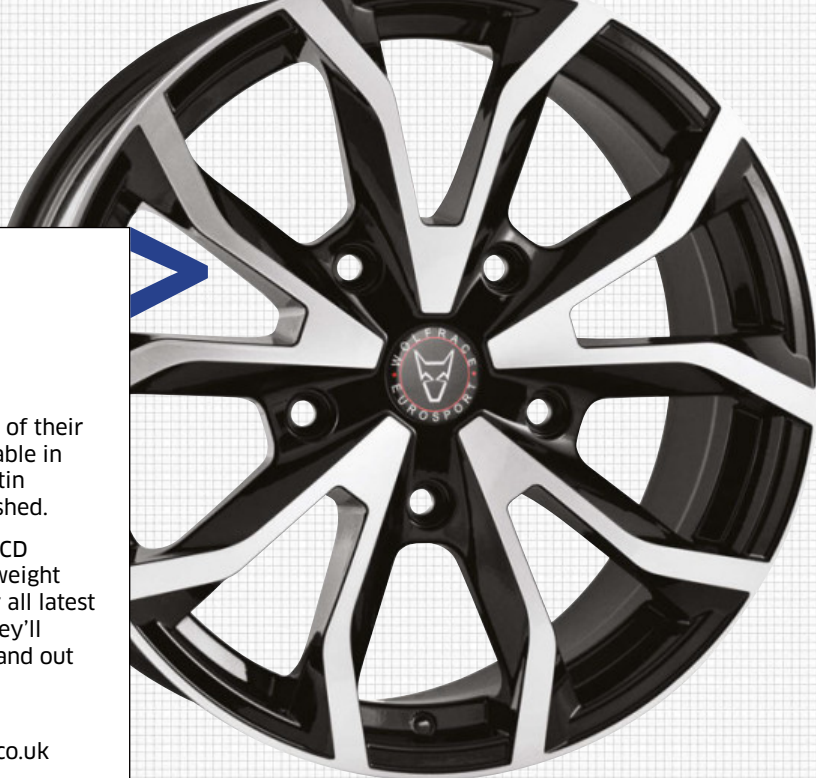 of their
able in
tin
shed.
CD
weight
all latest
ey'll
and out
co.uk
WOLFRACE
EUROSPORT